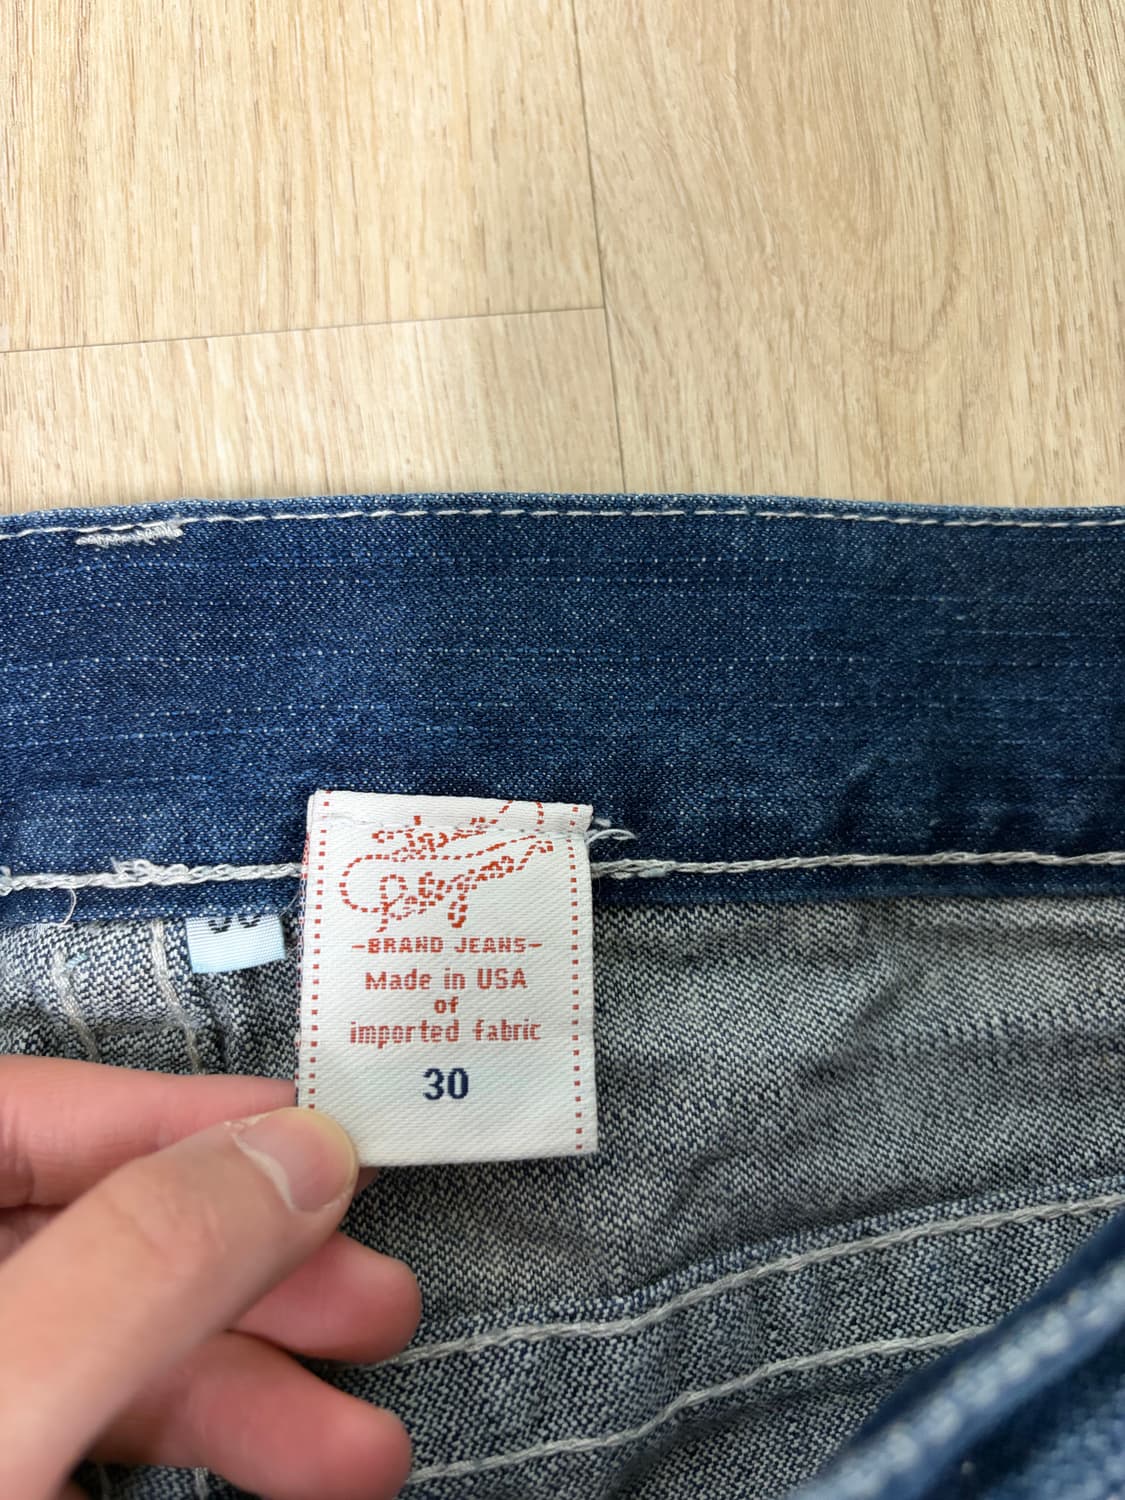 -BRAND JEANS-
Made in USA
of
imported fabric
30